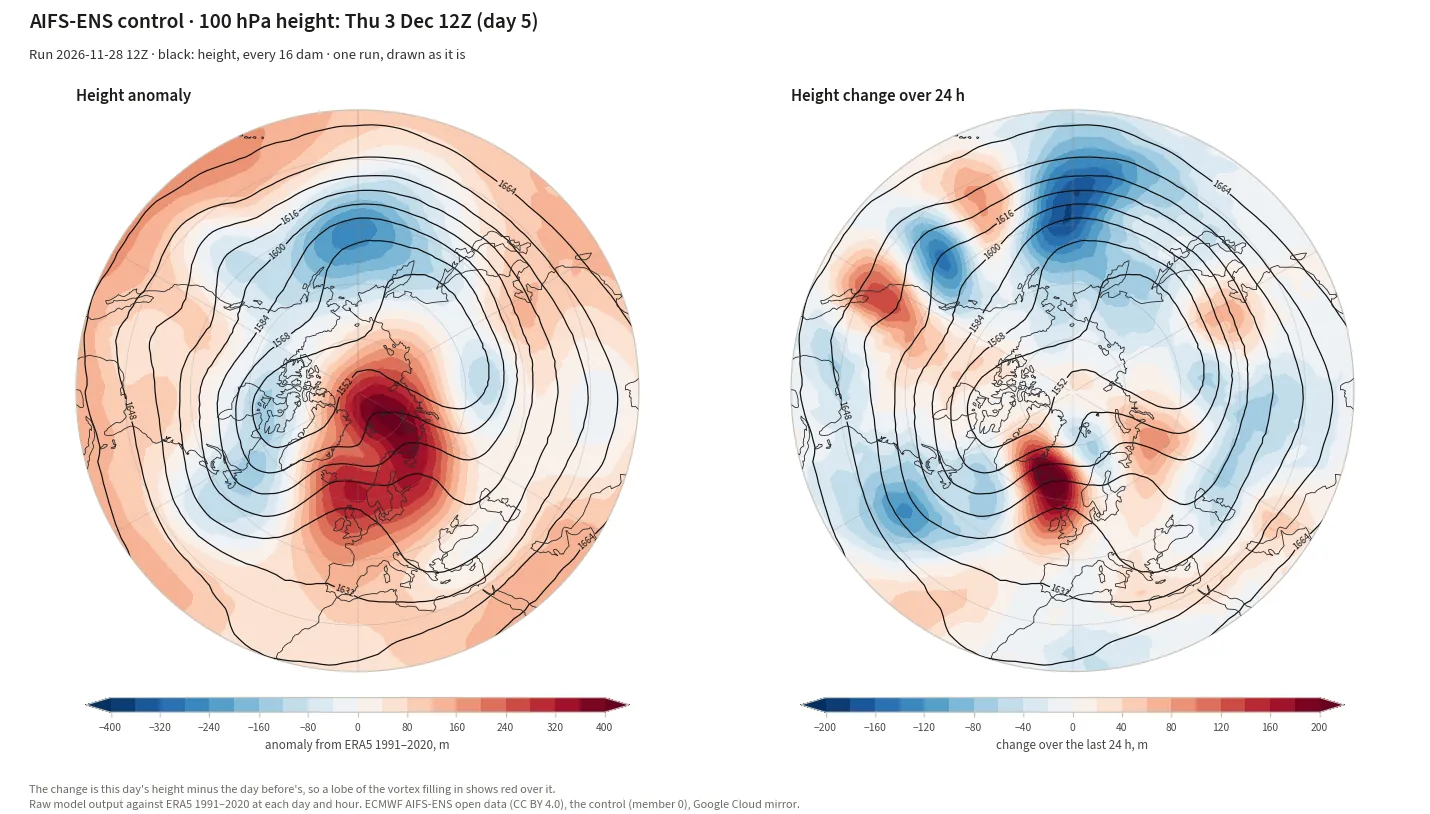 AIFS-ENS control · 100 hPa height: Thu 3 Dec 12Z (day 5)
Run 2026-11-28 12Z · black: height, every 16 dam · one run, drawn as it is
Height anomaly
Height change over 24 h
1664
1616
1600
1584
1568
1552
1648
1664
1632
1664
1616
1600
1584
1568
1552
1648
1664
1632
−400 −320 −240 −160 −80 0 80 160 240 320 400
anomaly from ERA5 1991–2020, m
−200 −160 −120 −80 −40 0 40 80 120 160 200
change over the last 24 h, m
The change is this day's height minus the day before's, so a lobe of the vortex filling in shows red over it.
Raw model output against ERA5 1991–2020 at each day and hour. ECMWF AIFS-ENS open data (CC BY 4.0), the control (member 0), Google Cloud mirror.